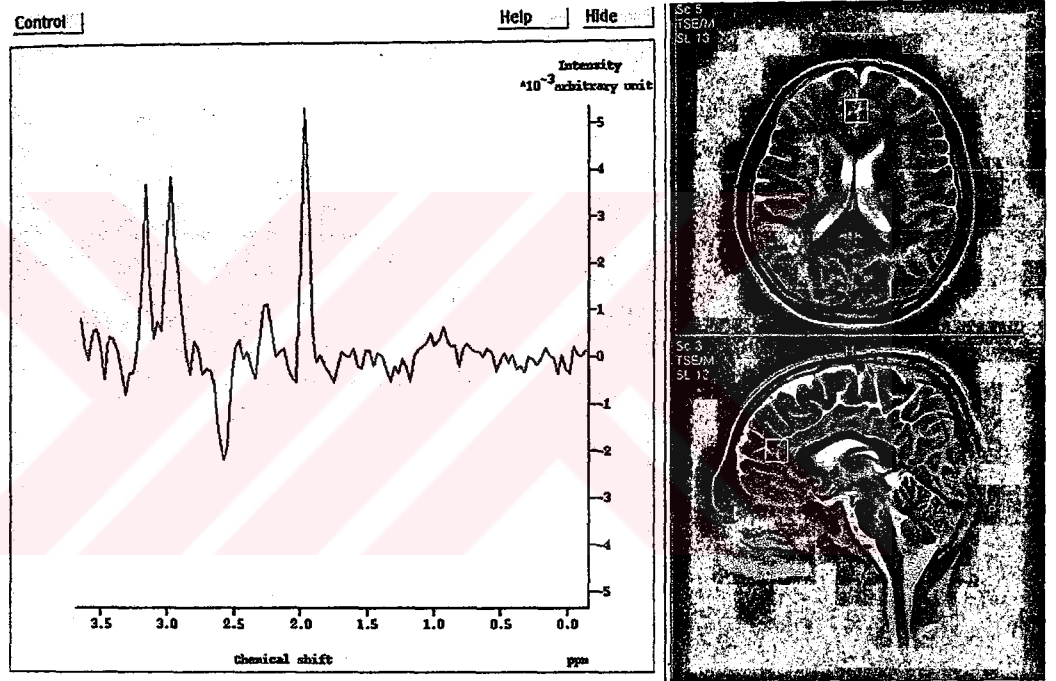 Control
Help
Hide
Intensity
*10^-3 arbitrary unit
5
4
3
2
1
0
-1
-2
-3
-4
-5
3.5 3.0 2.5 2.0 1.5 1.0 0.5 0.0
Chemical shift
ppm
Sc 5
TSE/M
SL 13
Sc 3
TSE/M
SL 13
H